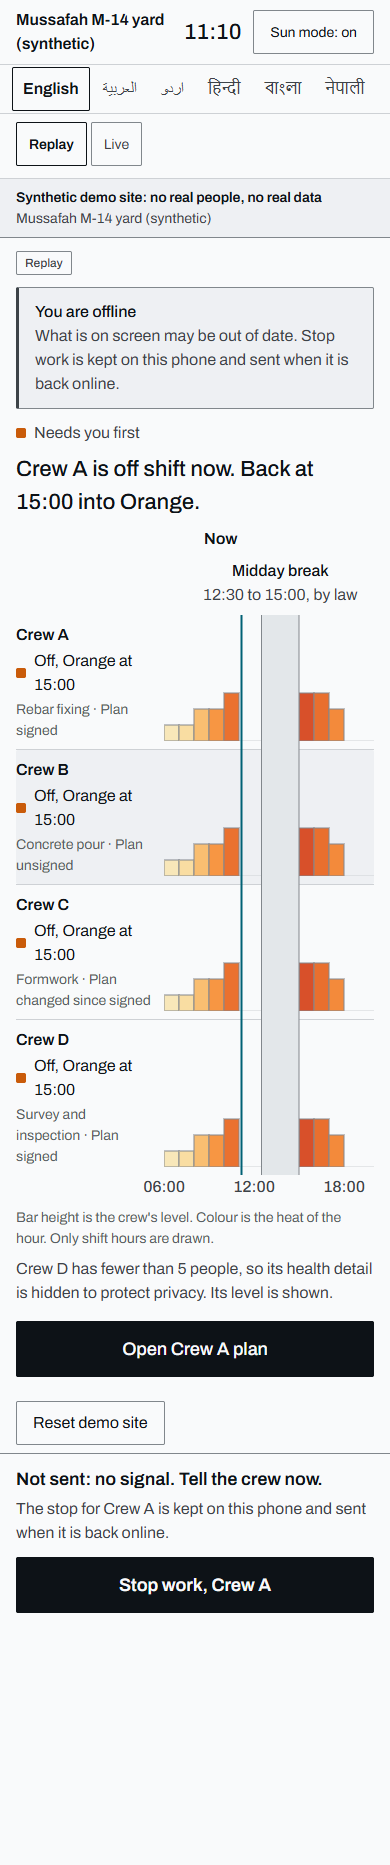 Mussafah M-14 yard
(synthetic)
11:10
Sun mode: on
English
العربية
اردو
हिन्दी
বাংলা
नेपाली
Replay
Live
Synthetic demo site: no real people, no real data
Mussafah M-14 yard (synthetic)
Replay
You are offline
What is on screen may be out of date. Stop
work is kept on this phone and sent when it is
back online.
Needs you first
Crew A is off shift now. Back at
15:00 into Orange.
Now
Midday break
12:30 to 15:00, by law
Crew A
Off, Orange at
15:00
Rebar fixing · Plan
signed
Crew B
Off, Orange at
15:00
Concrete pour · Plan
unsigned
Crew C
Off, Orange at
15:00
Formwork · Plan
changed since signed
Crew D
Off, Orange at
15:00
Survey and
inspection · Plan
signed
06:00
12:00
18:00
Bar height is the crew's level. Colour is the heat of the
hour. Only shift hours are drawn.
Crew D has fewer than 5 people, so its health detail
is hidden to protect privacy. Its level is shown.
Open Crew A plan
Reset demo site
Not sent: no signal. Tell the crew now.
The stop for Crew A is kept on this phone and sent
when it is back online.
Stop work, Crew A